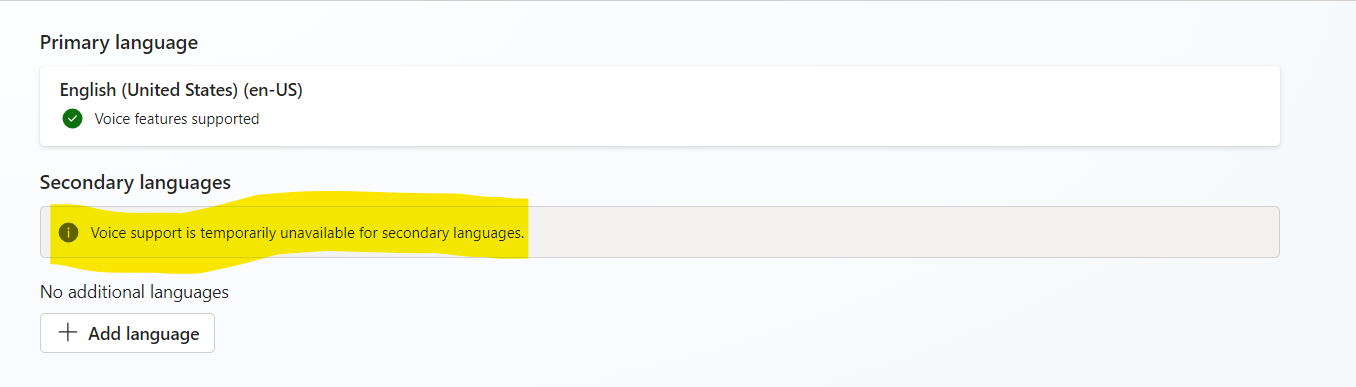 Primary language
English (United States) (en-US)
Voice features supported
Secondary languages
Voice support is temporarily unavailable for secondary languages.
No additional languages
Add language